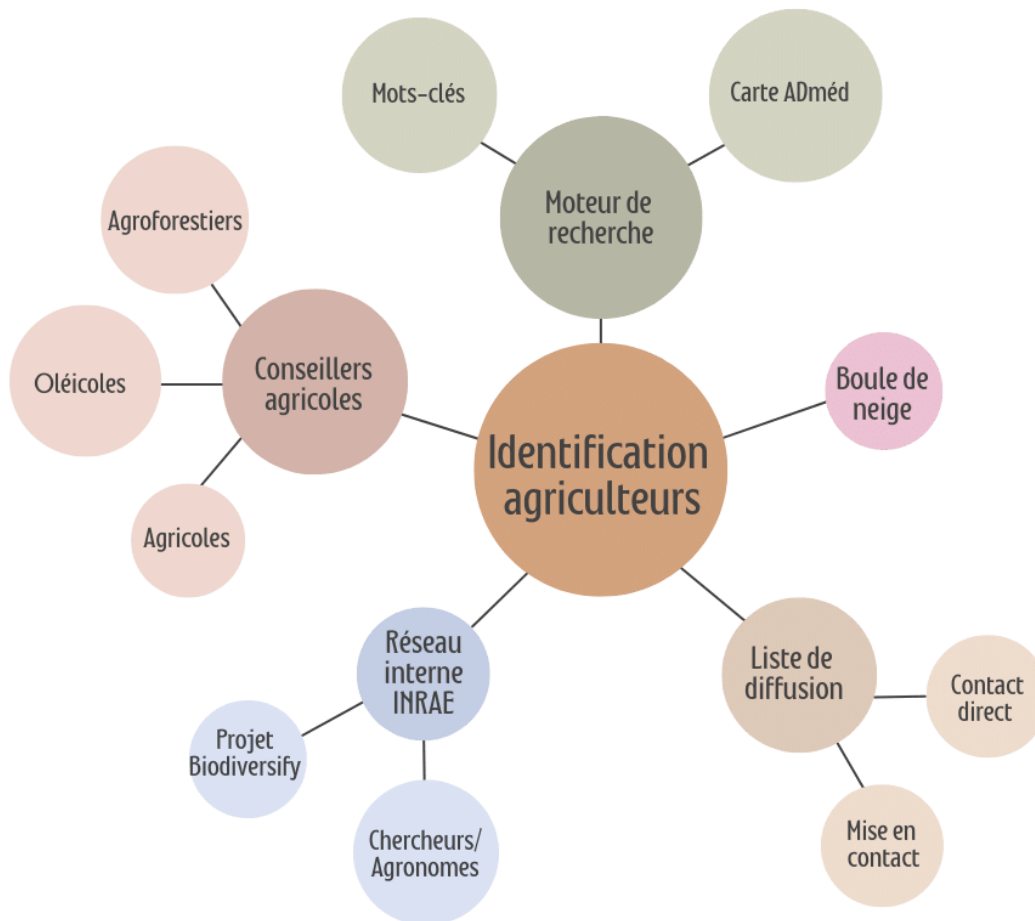 Mots-clés
Carte ADméd
Moteur de
recherche
Agroforestiers
Oléicoles
Conseillers
agricoles
Agricoles
Boule de
neige
Identification
agriculteurs
Réseau
interne
INRAE
Projet
Biodiversify
Chercheurs/
Agronomes
Liste de
diffusion
Contact
direct
Mise en
contact